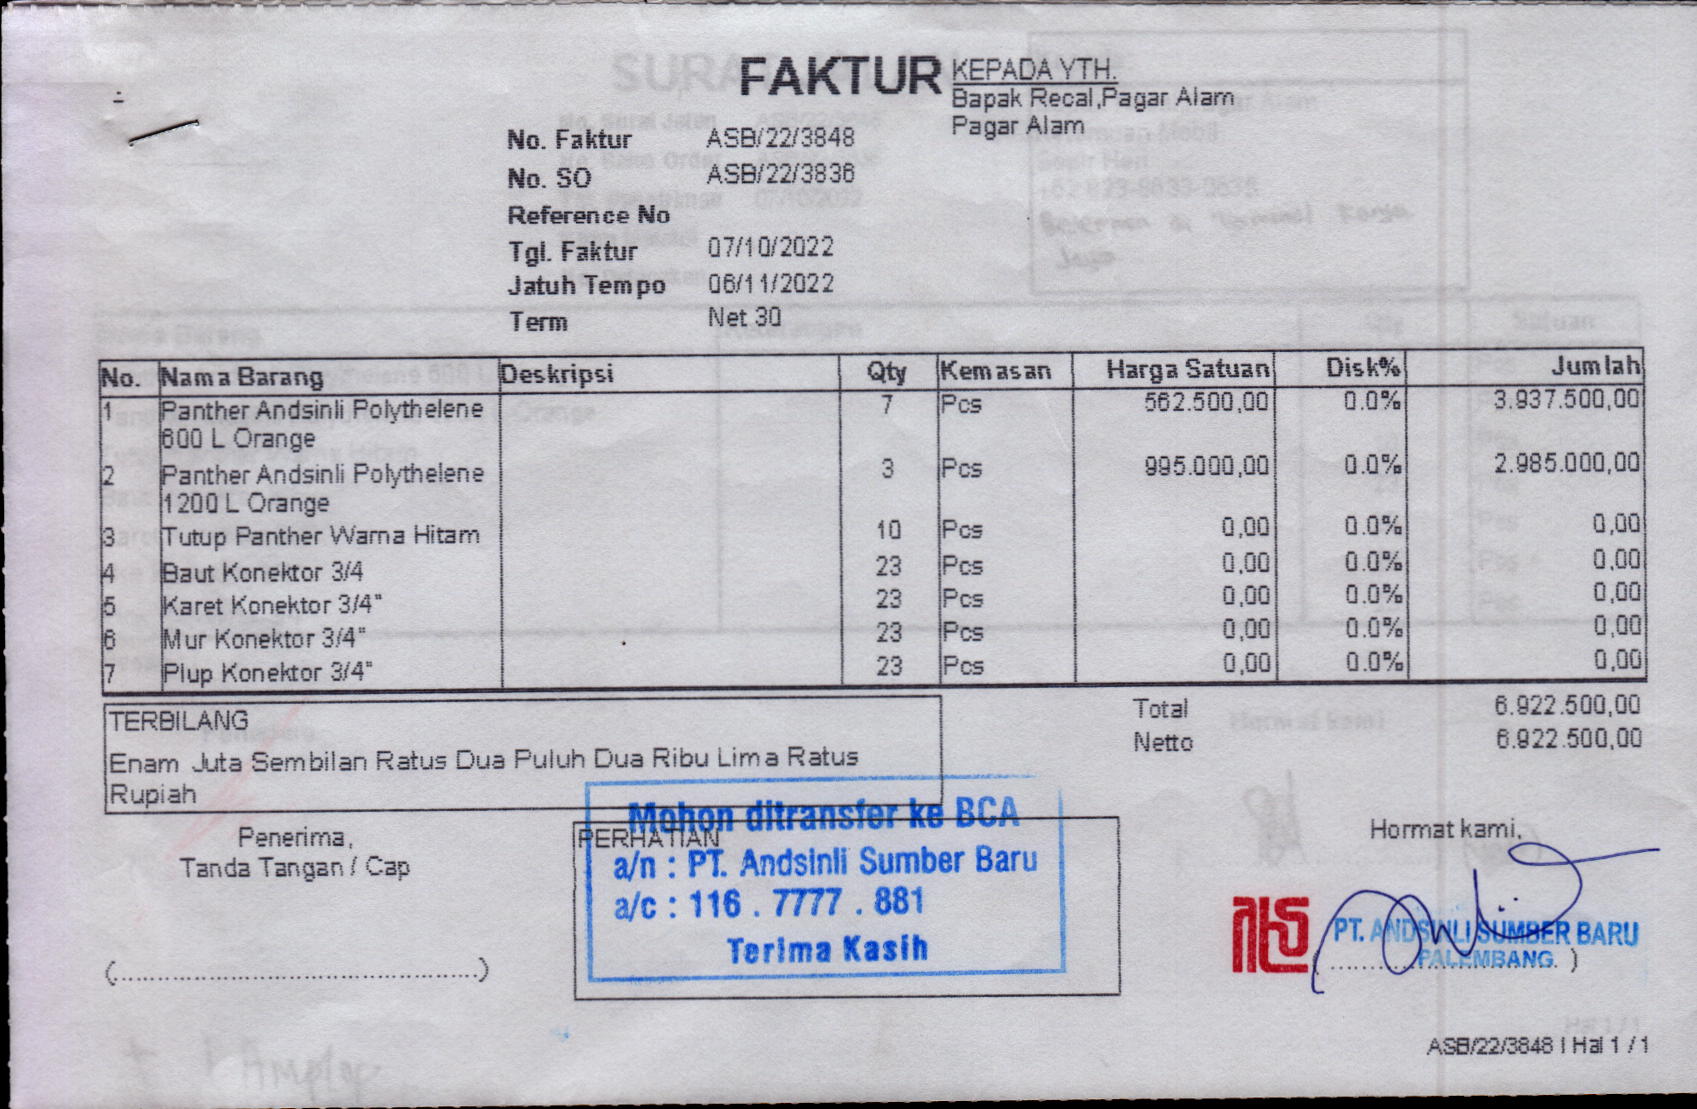 FAKTUR
KEPADA YTH.
Bapak Recal,Pagar Alam
Pagar Alam
No. Faktur ASB/22/3848
No. SO ASB/22/3836
Reference No
Tgl. Faktur 07/10/2022
Jatuh Tempo 06/11/2022
Term Net 30
No. Nama Barang Deskripsi Qty Kemasan Harga Satuan Disk% Jumlah
1 Panther Andsinli Polythelene 7 Pcs 562.500,00 0.0% 3.937.500,00
600 L Orange
2 Panther Andsinli Polythelene 3 Pcs 995.000,00 0.0% 2.985.000,00
1200 L Orange
3 Tutup Panther Warna Hitam 10 Pcs 0,00 0.0% 0,00
4 Baut Konektor 3/4 23 Pcs 0,00 0.0% 0,00
5 Karet Konektor 3/4" 23 Pcs 0,00 0.0% 0,00
6 Mur Konektor 3/4" 23 Pcs 0,00 0.0% 0,00
7 Plup Konektor 3/4" 23 Pcs 0,00 0.0% 0,00
Total 6.922.500,00
Netto 6.922.500,00
TERBILANG
Enam Juta Sembilan Ratus Dua Puluh Dua Ribu Lima Ratus
Rupiah
Penerima,
Tanda Tangan / Cap
(................................................)
PERHATIAN
Mohon ditransfer ke BCA
a/n : PT. Andsinli Sumber Baru
a/c : 116 . 7777 . 881
Terima Kasih
Hormat kami,
PT. ANDSINLI SUMBER BARU
PALEMBANG
ASB/22/3848 | Hal 1 / 1